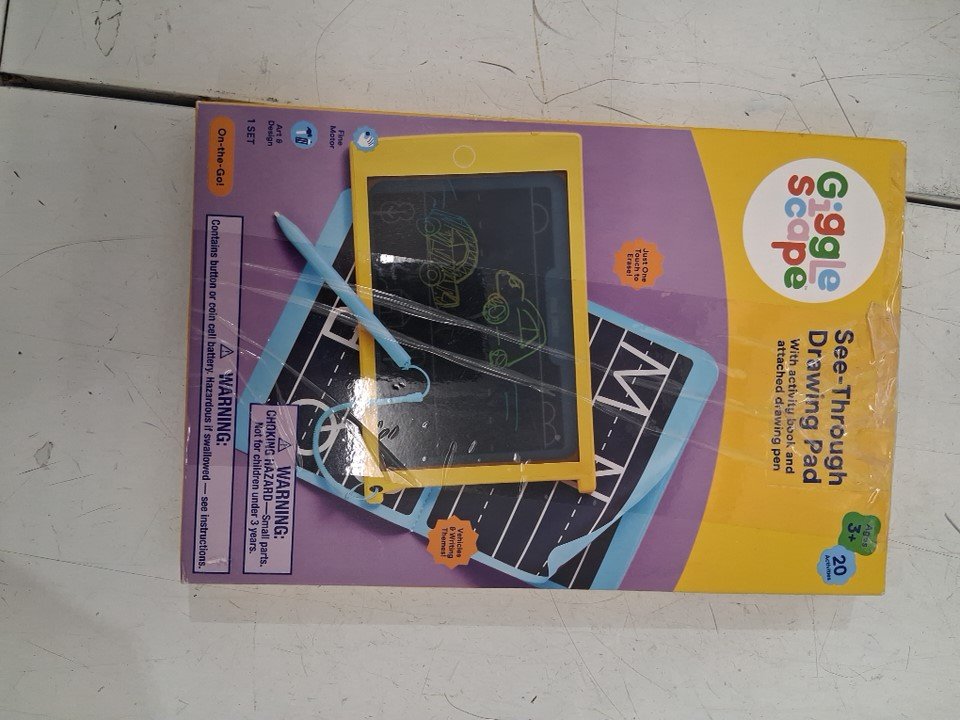 Giggle
scape™
See-Through
Drawing Pad
With activity book and
attached drawing pen
Ages
3+
20
Activities
Just One
Touch to
Erase!
M N
Vehicles
& Writing
Themes!
Fine
Motor
Art &
Design
1 SET
On-the-Go!
WARNING:
CHOKING HAZARD—Small parts.
Not for children under 3 years.
WARNING:
Contains button or coin cell battery. Hazardous if swallowed — see instructions.